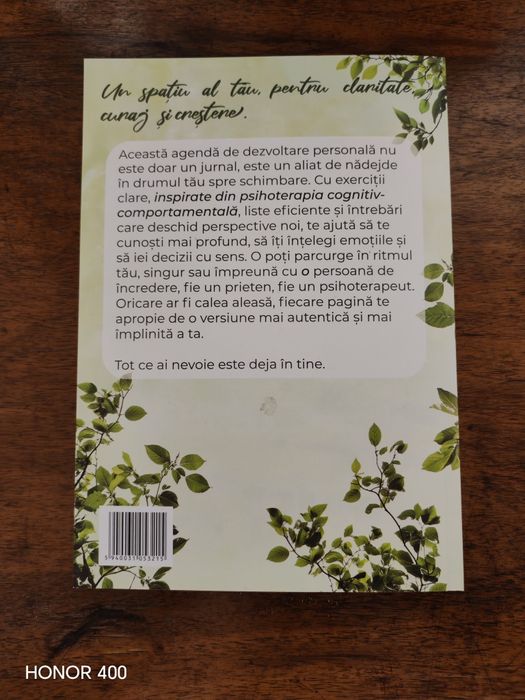 Un spațiu al tău, pentru claritate,
curaj și creștere.
Această agendă de dezvoltare personală nu
este doar un jurnal, este un aliat de nădejde
în drumul tău spre schimbare. Cu exerciții
clare, inspirate din psihoterapia cognitiv-
comportamentală, liste eficiente și întrebări
care deschid perspective noi, te ajută să te
cunoști mai profund, să îți înțelegi emoțiile și
să iei decizii cu sens. O poți parcurge în ritmul
tău, singur sau împreună cu o persoană de
încredere, fie un prieten, fie un psihoterapeut.
Oricare ar fi calea aleasă, fiecare pagină te
apropie de o versiune mai autentică și mai
împlinită a ta.
Tot ce ai nevoie este deja în tine.
5940031053215
HONOR 400